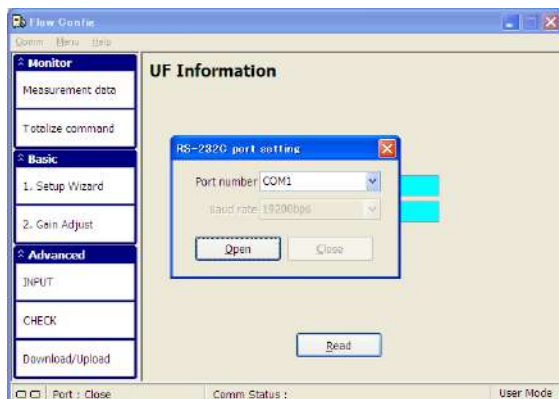 Flow Config
Comm Menu Help
Monitor
Measurement data
Totalize command
Basic
1. Setup Wizard
2. Gain Adjust
Advanced
INPUT
CHECK
Download/Upload
UF Information
RS-232C port setting
Port number COM1
Baud rate 19200bps
Open Close
Read
Port : Close Comm Status : User Mode